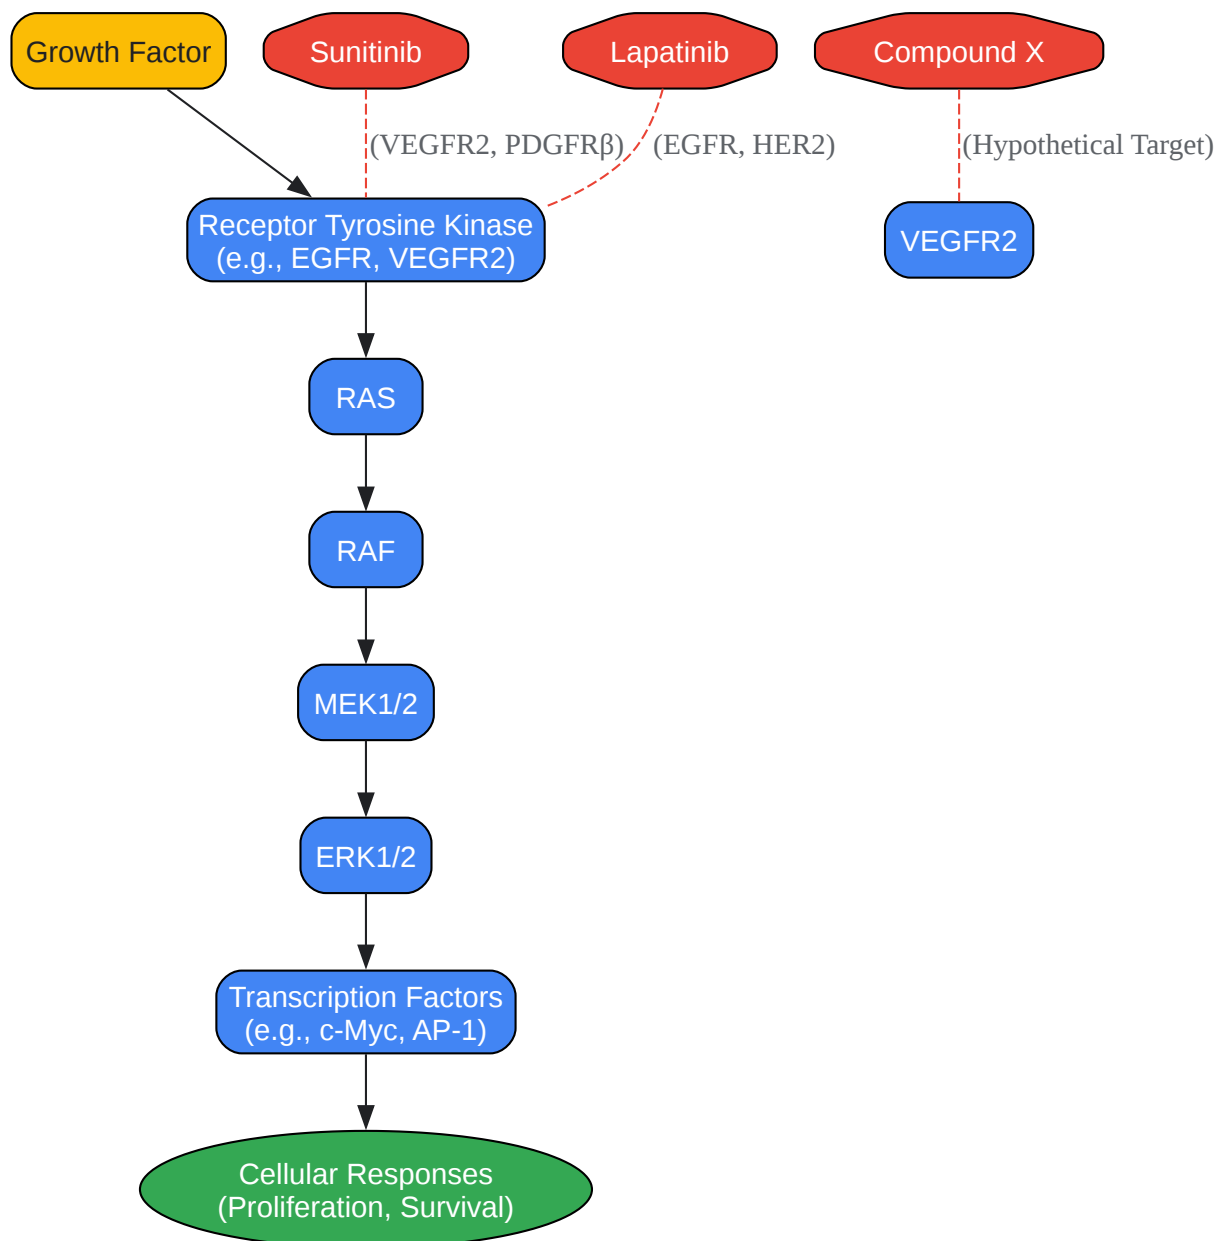 Growth Factor
Sunitinib
Lapatinib
Compound X
(VEGFR2, PDGFRβ)
(EGFR, HER2)
(Hypothetical Target)
Receptor Tyrosine Kinase
(e.g., EGFR, VEGFR2)
VEGFR2
RAS
RAF
MEK1/2
ERK1/2
Transcription Factors
(e.g., c-Myc, AP-1)
Cellular Responses
(Proliferation, Survival)